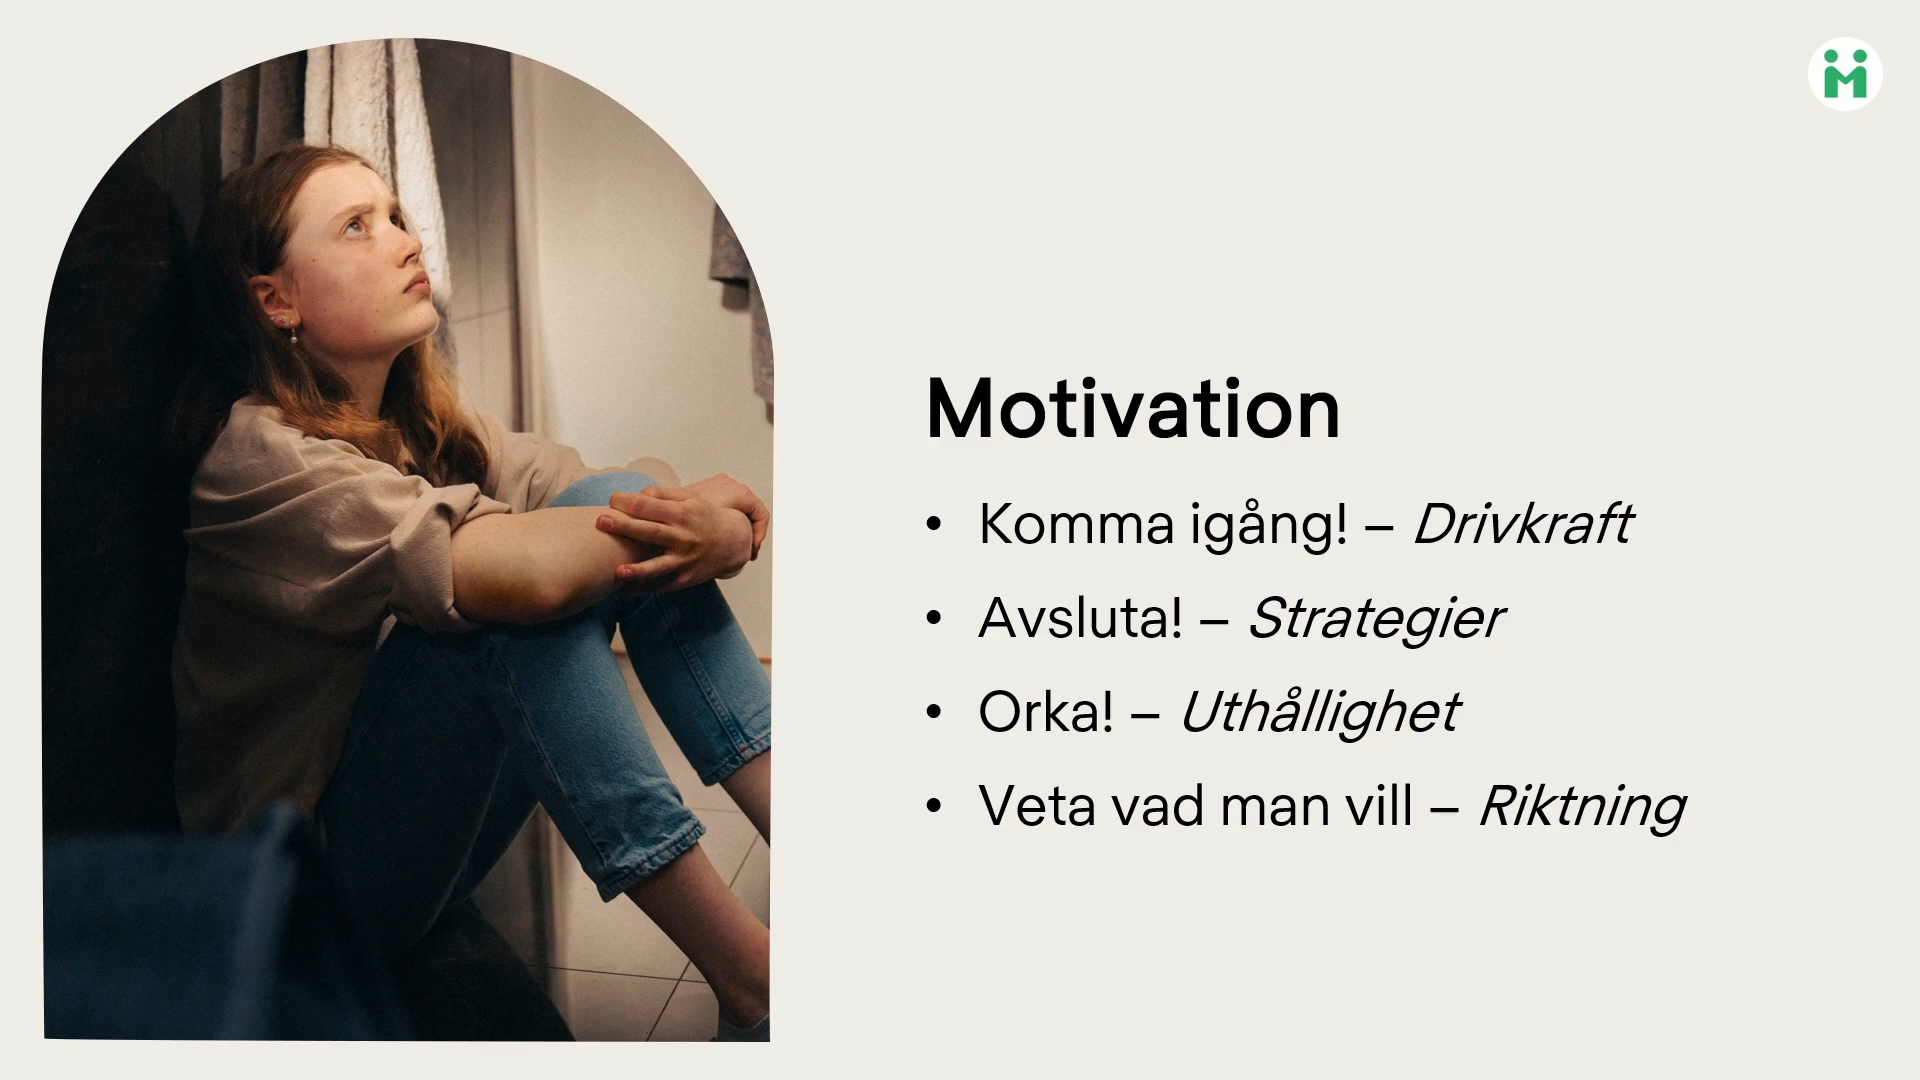 Motivation
• Komma igång! – Drivkraft
• Avsluta! – Strategier
• Orka! – Uthållighet
• Veta vad man vill – Riktning